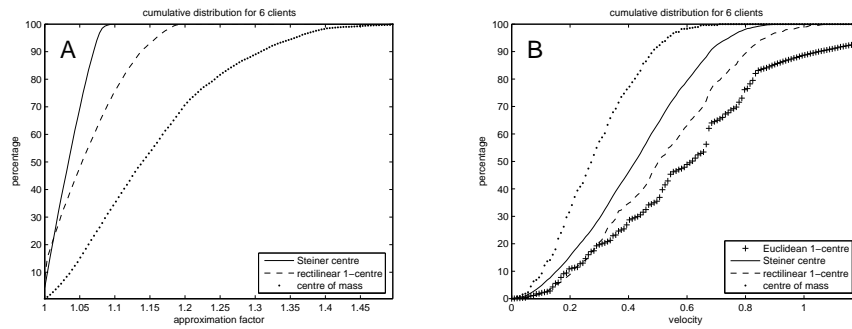 cumulative distribution for 6 clients
A
100
90
80
70
60
50
40
30
20
10
percentage
1 1.05 1.1 1.15 1.2 1.25 1.3 1.35 1.4 1.45
approximation factor
Steiner centre
rectilinear 1−centre
centre of mass
cumulative distribution for 6 clients
B
100
90
80
70
60
50
40
30
20
10
0
percentage
0 0.2 0.4 0.6 0.8 1
velocity
Euclidean 1−centre
Steiner centre
rectilinear 1−centre
centre of mass